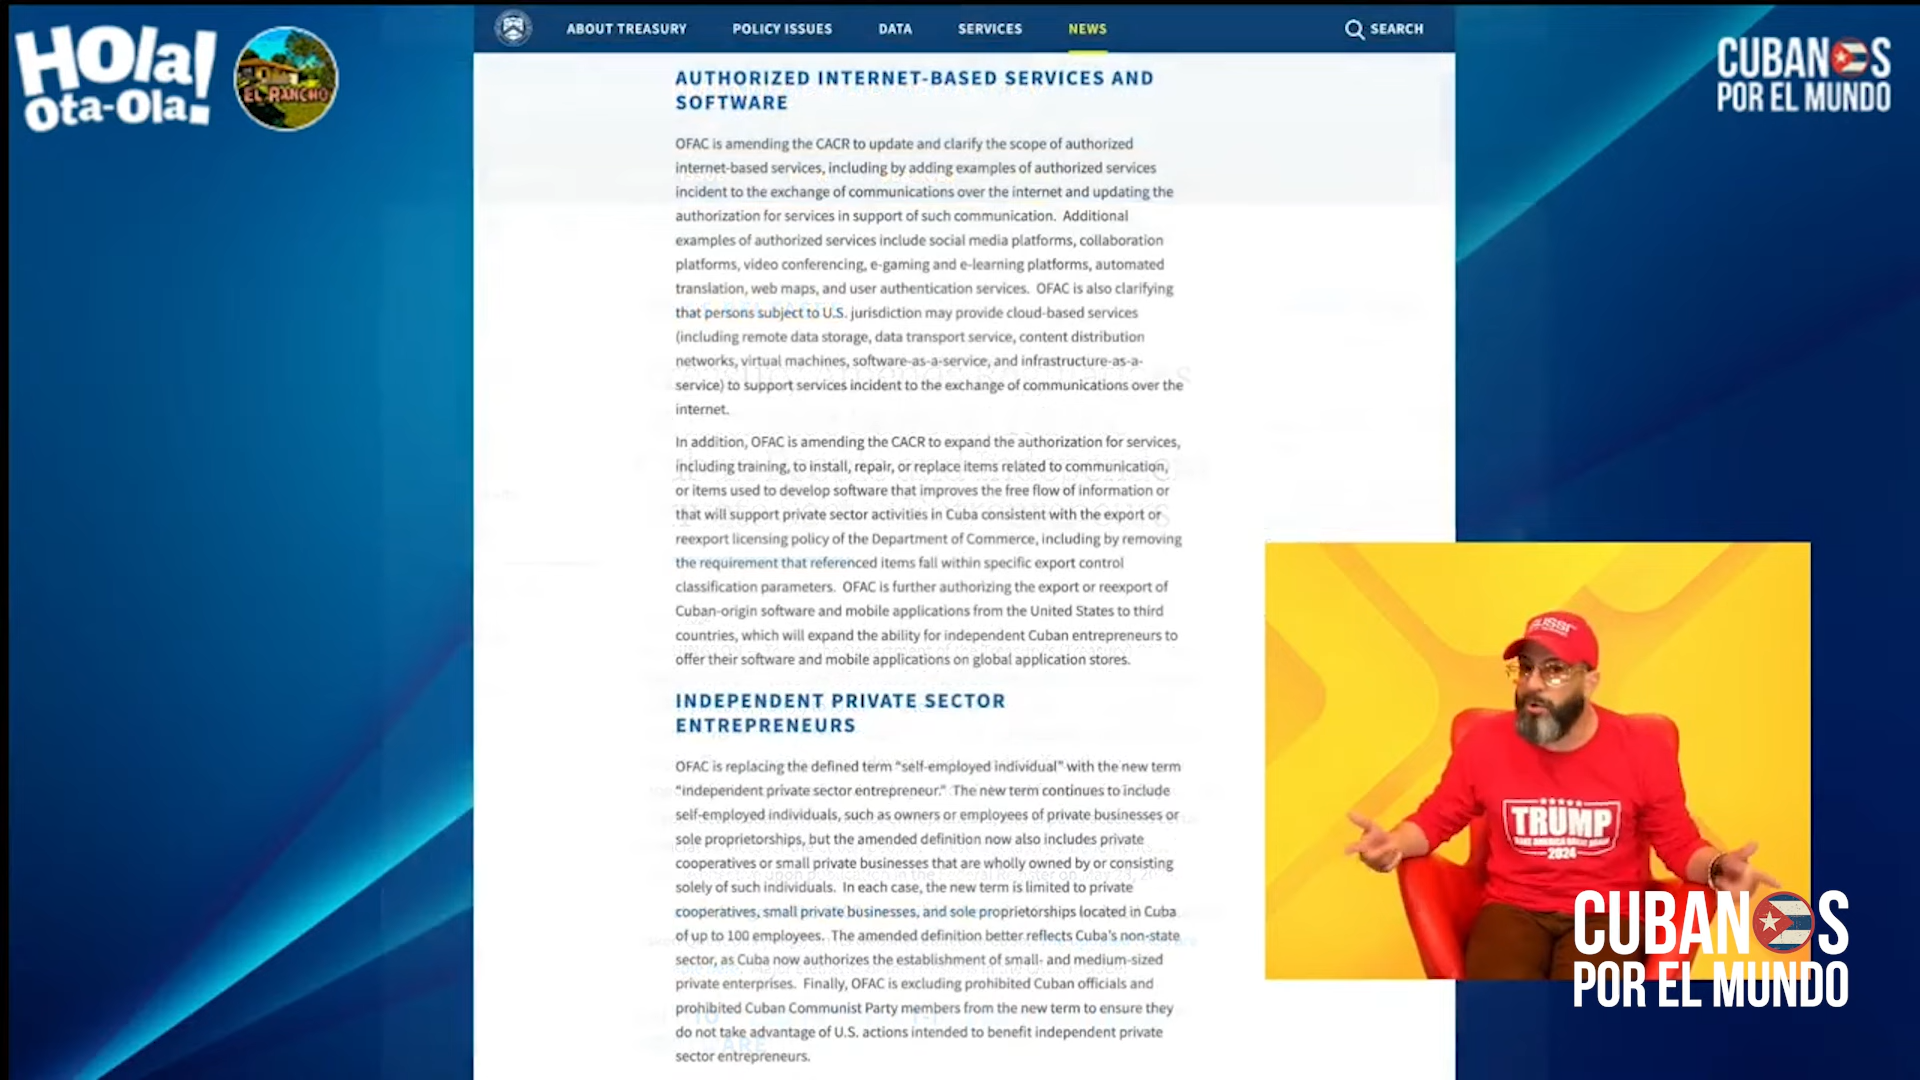 Hola!
Ota-Ola!
EL RANCHO
ABOUT TREASURY
POLICY ISSUES
DATA
SERVICES
NEWS
SEARCH
CUBANOS
POR EL MUNDO
AUTHORIZED INTERNET-BASED SERVICES AND
SOFTWARE
OFAC is amending the CACR to update and clarify the scope of authorized
internet-based services, including by adding examples of authorized services
incident to the exchange of communications over the internet and updating the
authorization for services in support of such communication. Additional
examples of authorized services include social media platforms, collaboration
platforms, video conferencing, e-gaming and e-learning platforms, automated
translation, web maps, and user authentication services. OFAC is also clarifying
that persons subject to U.S. jurisdiction may provide cloud-based services
(including remote data storage, data transport service, content distribution
networks, virtual machines, software-as-a-service, and infrastructure-as-a-
service) to support services incident to the exchange of communications over the
internet.
In addition, OFAC is amending the CACR to expand the authorization for services,
including training, to install, repair, or replace items related to communication,
or items used to develop software that improves the free flow of information or
that will support private sector activities in Cuba consistent with the export or
reexport licensing policy of the Department of Commerce, including by removing
the requirement that referenced items fall within specific export control
classification parameters. OFAC is further authorizing the export or reexport of
Cuban-origin software and mobile applications from the United States to third
countries, which will expand the ability for independent Cuban entrepreneurs to
offer their software and mobile applications on global application stores.
INDEPENDENT PRIVATE SECTOR
ENTREPRENEURS
OFAC is replacing the defined term “self-employed individual” with the new term
“independent private sector entrepreneur.” The new term continues to include
self-employed individuals, such as owners or employees of private businesses or
sole proprietorships, but the amended definition now also includes private
cooperatives or small private businesses that are wholly owned by or consisting
solely of such individuals. In each case, the new term is limited to private
cooperatives, small private businesses, and sole proprietorships located in Cuba
of up to 100 employees. The amended definition better reflects Cuba’s non-state
sector, as Cuba now authorizes the establishment of small- and medium-sized
private enterprises. Finally, OFAC is excluding prohibited Cuban officials and
prohibited Cuban Communist Party members from the new term to ensure they
do not take advantage of U.S. actions intended to benefit independent private
sector entrepreneurs.
TRUMP
2024
CUBANOS
POR EL MUNDO